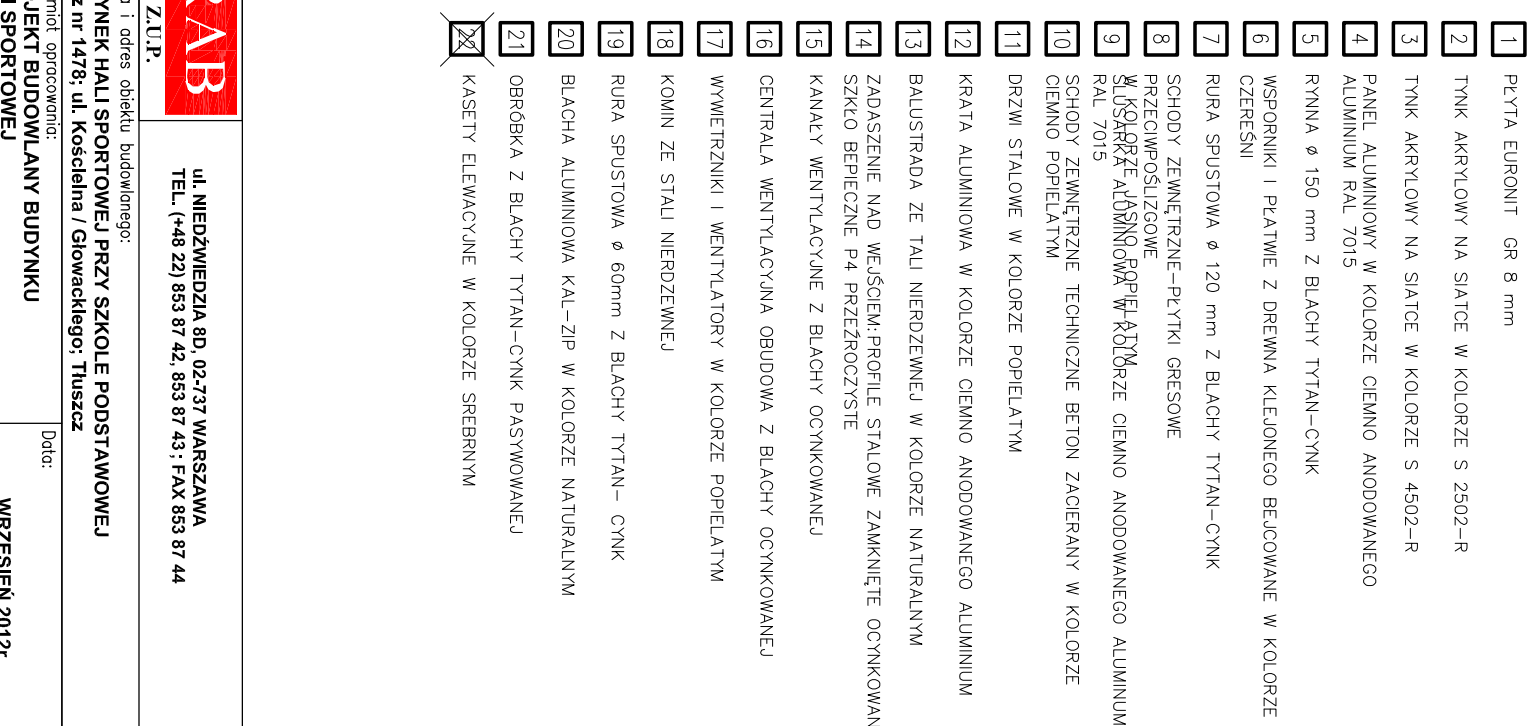 1 PŁYTA EURONIT GR 8 mm
2 TYNK AKRYLOWY NA SIATCE W KOLORZE S 2502-R
3 TYNK AKRYLOWY NA SIATCE W KOLORZE S 4502-R
4 PANEL ALUMINIOWY W KOLORZE CIEMNO ANODOWANEGO
ALUMINIUM RAL 7015
5 RYNNA ø 150 mm Z BLACHY TYTAN-CYNK
6 WSPORNIKI I PŁATWIE Z DREWNA KLEJONEGO BEJCOWANE W KOLORZE
CZEREŚNI
7 RURA SPUSTOWA ø 120 mm Z BLACHY TYTAN-CYNK
8 SCHODY ZEWNĘTRZNE-PŁYTKI GRESOWE
PRZECIWPOŚLIZGOWE
W KOLORZE JASNO POPIELATYM
9 ŚLUSARKA ALUMINIOWA W KOLORZE CIEMNO ANODOWANEGO ALUMINUM
RAL 7015
10 SCHODY ZEWNĘTRZNE TECHNICZNE BETON ZACIERANY W KOLORZE
CIEMNO POPIELATYM
11 DRZWI STALOWE W KOLORZE POPIELATYM
12 KRATA ALUMINIOWA W KOLORZE CIEMNO ANODOWANEGO ALUMINIUM
13 BALUSTRADA ZE TALI NIERDZEWNEJ W KOLORZE NATURALNYM
14 ZADASZENIE NAD WEJŚCIEM: PROFILE STALOWE ZAMKNIĘTE OCYNKOWAN
SZKŁO BEPIECZNE P4 PRZEŹROCZYSTE
15 KANAŁY WENTYLACYJNE Z BLACHY OCYNKOWANEJ
16 CENTRALA WENTYLACYJNA OBUDOWA Z BLACHY OCYNKOWANEJ
17 WYWIETRZNIKI I WENTYLATORY W KOLORZE POPIELATYM
18 KOMIN ZE STALI NIERDZEWNEJ
19 RURA SPUSTOWA ø 60mm Z BLACHY TYTAN- CYNK
20 BLACHA ALUMINIOWA KAL-ZIP W KOLORZE NATURALNYM
21 OBRÓBKA Z BLACHY TYTAN-CYNK PASYWOWANEJ
22 KASETY ELEWACYJNE W KOLORZE SREBRNYM
RAB
Z.U.P.
ul. NIEDŹWIEDZIA 8D, 02-737 WARSZAWA
TEL. (+48 22) 853 87 42, 853 87 43 ; FAX 853 87 44
a i adres obiektu budowlanego:
YNEK HALI SPORTOWEJ PRZY SZKOLE PODSTAWOWEJ
z nr 1478; ul. Kościelna / Głowackiego; Tłuszcz
miot opracowania:
JEKT BUDOWLANY BUDYNKU
I SPORTOWEJ
Data:
WRZESIEŃ 2012r